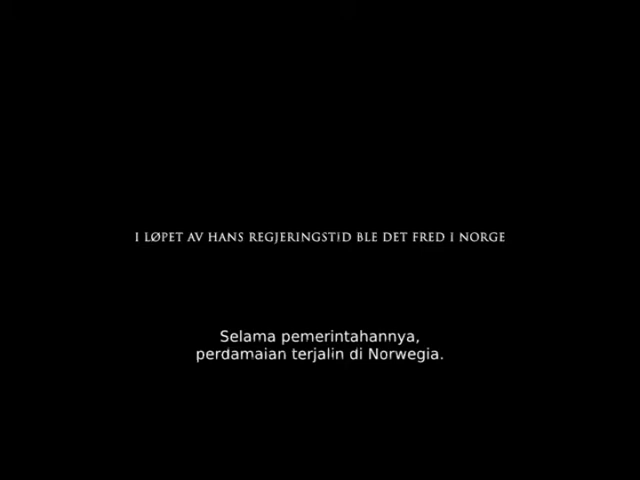 I LØPET AV HANS REGJERINGSTID BLE DET FRED I NORGE
Selama pemerintahannya,
perdamaian terjalin di Norwegia.